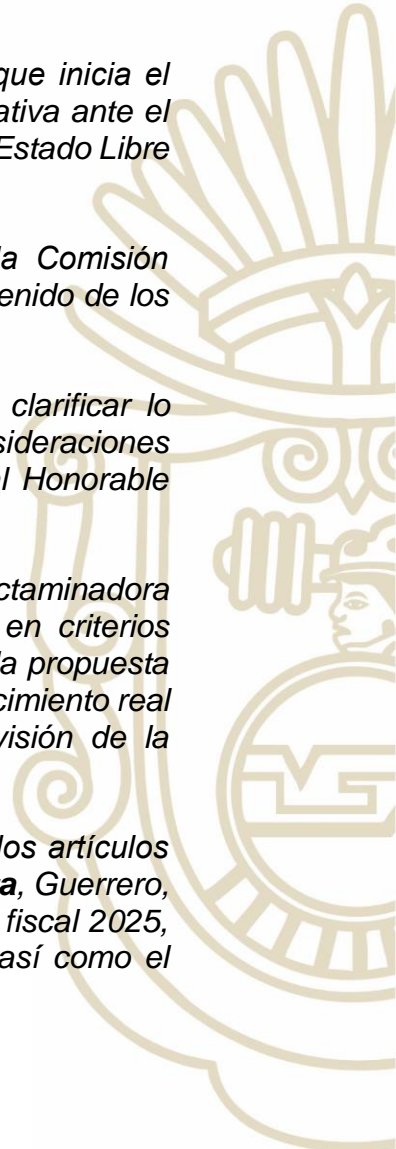 que inicia el
ativa ante el
Estado Libre
la Comisión
tenido de los
clarificar lo
sideraciones
l Honorable
ctaminadora
en criterios
la propuesta
cimiento real
visión de la
los artículos
a, Guerrero,
fiscal 2025,
así como el